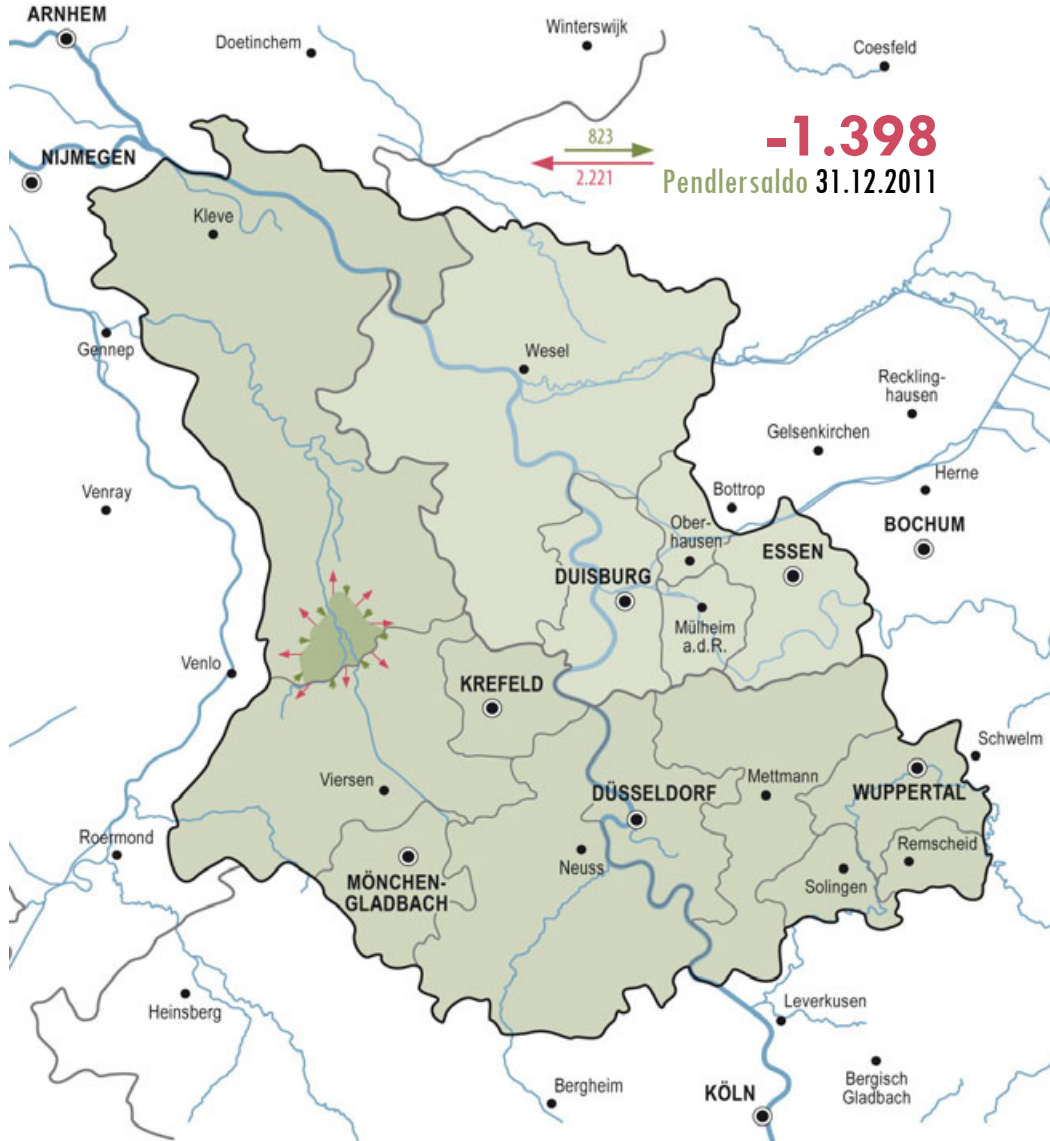 ARNHEM
Doetinchem
Winterswijk
Coesfeld
823
-1.398
2.221
Pendlersaldo 31.12.2011
NIJMEGEN
Kleve
Gennep
Wesel
Reckling-
hausen
Gelsenkirchen
Herne
Venray
Bottrop
Ober-
hausen
BOCHUM
ESSEN
DUISBURG
Mülheim
a.d.R.
Venlo
KREFELD
Schwelm
Viersen
Mettmann
DÜSSELDORF
WUPPERTAL
Roermond
Neuss
Remscheid
Solingen
MÖNCHEN-
GLADBACH
Heinsberg
Leverkusen
Bergheim
KÖLN
Bergisch
Gladbach